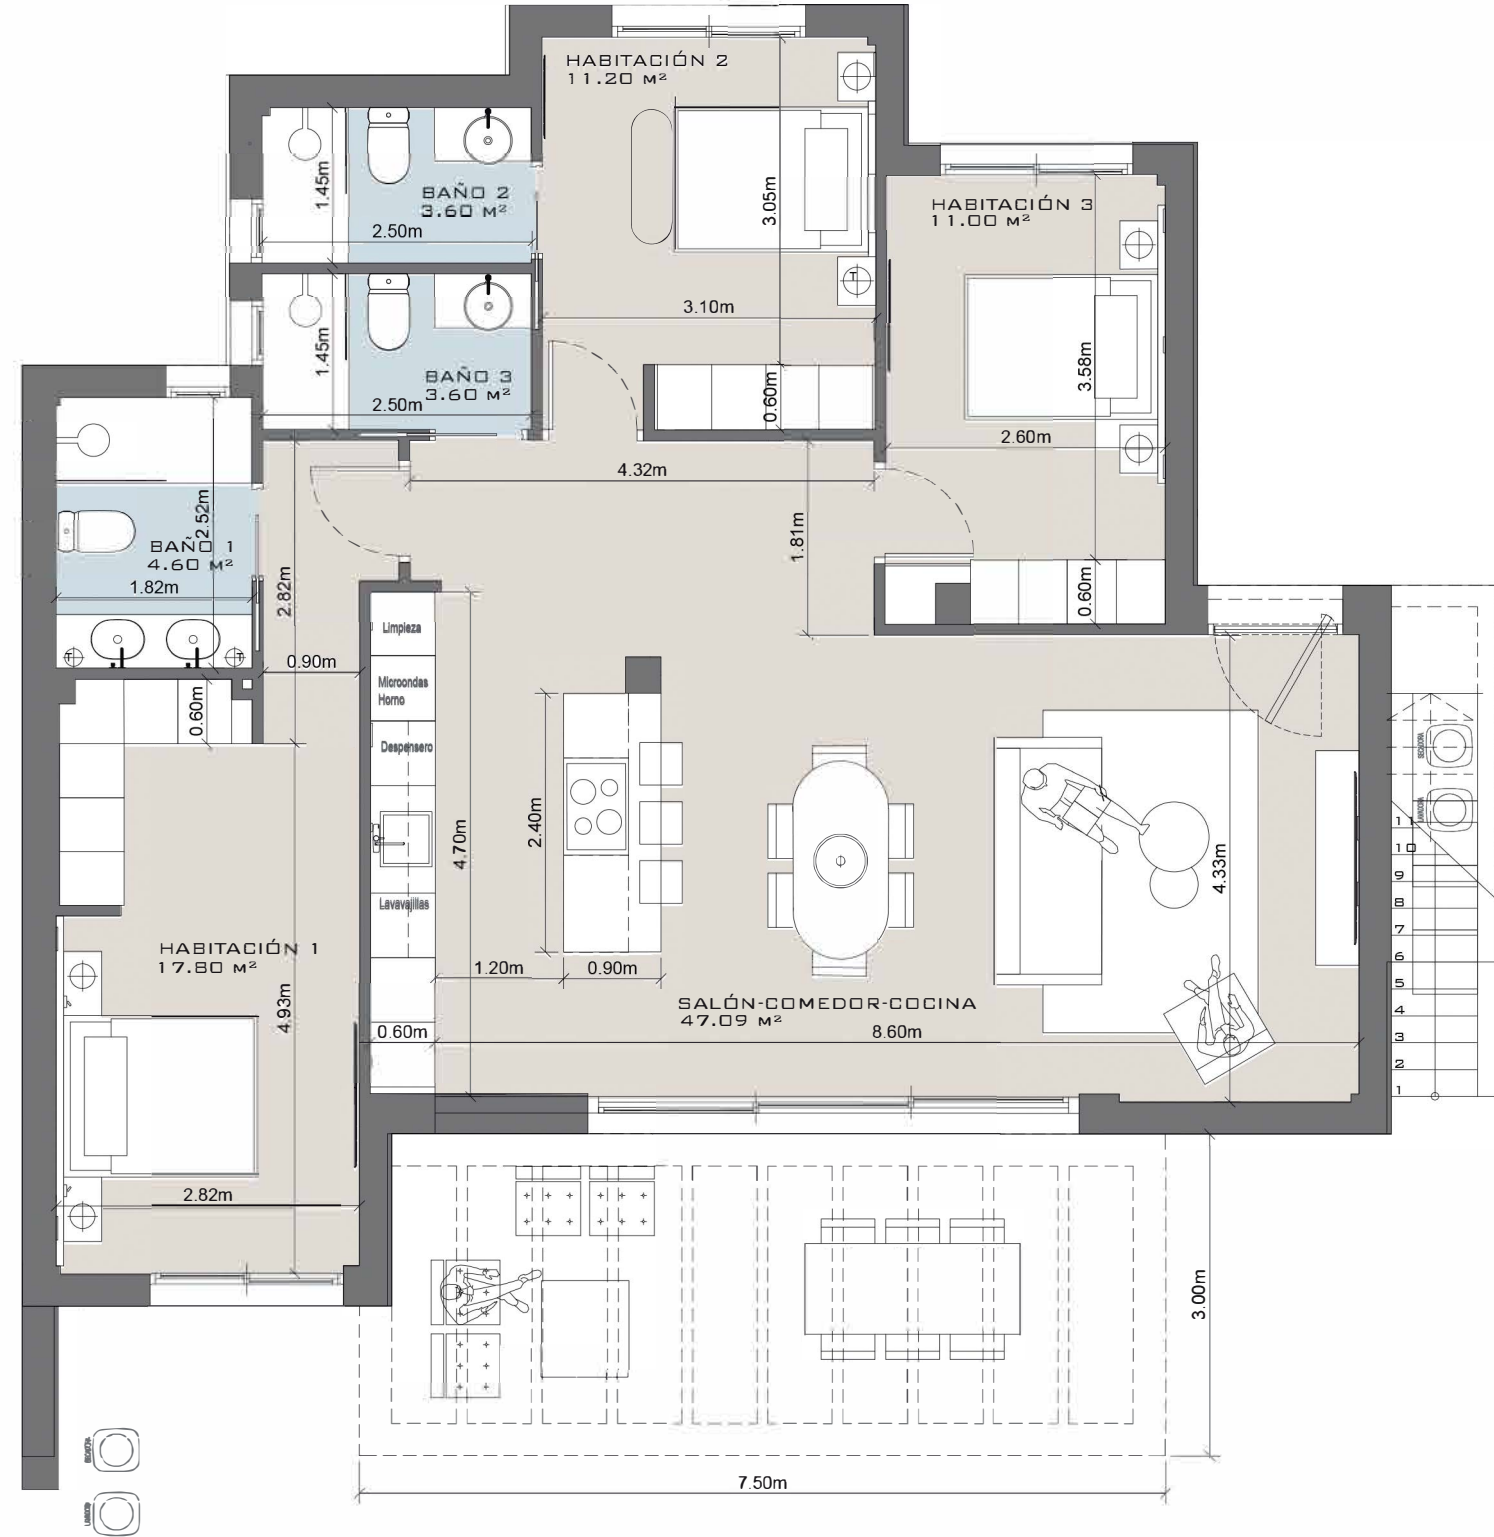 HABITACIÓN 2
11.20 M²
1.45m
BAÑO 2
3.60 M²
2.50m
3.05m
HABITACIÓN 3
11.00 M²
T
3.10m
1.45m
BAÑO 3
3.60 M²
2.50m
0.60m
3.58m
2.60m
4.32m
2.52m
BAÑO 1
4.60 M²
1.82m
2.82m
1.81m
0.60m
Limpieza
T
T
0.90m
0.60m
Microondas
Horno
Despensero
SECADORA
LAVADORA
4.70m
2.40m
4.33m
11
10
9
8
7
6
5
4
3
2
1
Lavavajillas
HABITACIÓN 1
17.80 M²
4.93m
1.20m
0.90m
SALÓN-COMEDOR-COCINA
47.09 M²
0.60m
8.60m
2.82m
3.00m
7.50m
SECADORA
LAVADORA